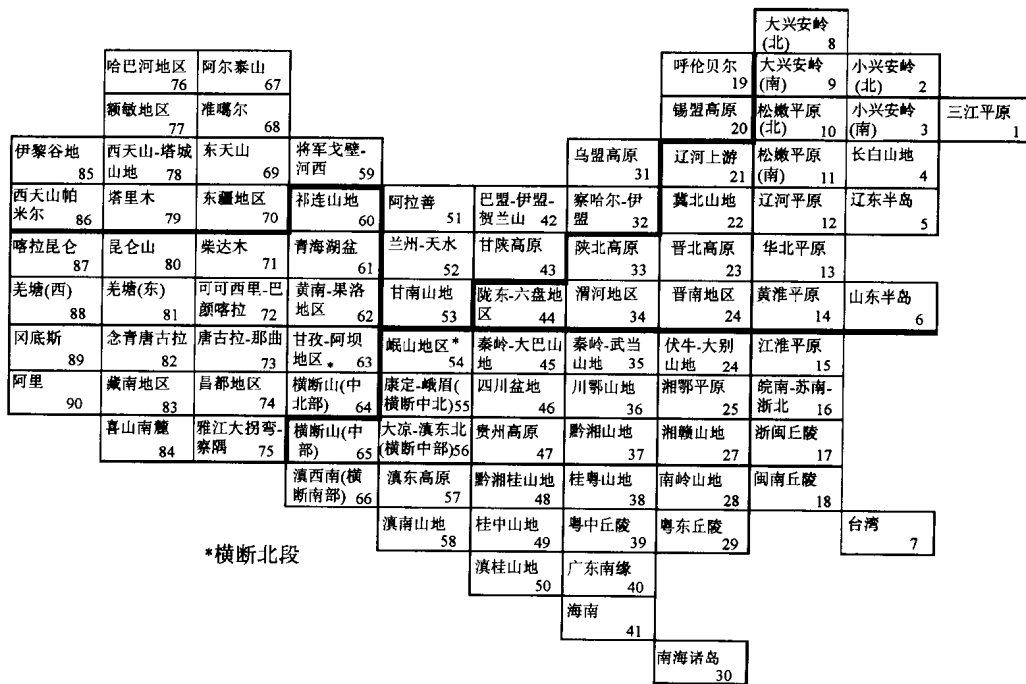 大兴安岭
(北) 8
哈巴河地区
76
阿尔泰山
67
呼伦贝尔
19
大兴安岭
(南) 9
小兴安岭
(北) 2
额敏地区
77
准噶尔
68
锡盟高原
20
松嫩平原
(北) 10
小兴安岭
(南) 3
三江平原
1
伊黎谷地
85
西天山-塔城
山地 78
东天山
69
将军戈壁-
河西 59
乌盟高原
31
辽河上游
21
松嫩平原
(南) 11
长白山地
4
西天山帕
米尔 86
塔里木
79
东疆地区
70
祁连山地
60
阿拉善
51
巴盟-伊盟-
贺兰山 42
察哈尔-伊
盟 32
冀北山地
22
辽河平原
12
辽东半岛
5
喀拉昆仑
87
昆仑山
80
柴达木
71
青海湖盆
61
兰州-天水
52
甘陕高原
43
陕北高原
33
晋北高原
23
华北平原
13
羌塘(西)
88
羌塘(东)
81
可可西里-巴
颜喀拉 72
黄南-果洛
地区 62
甘南山地
53
陇东-六盘地
区 44
渭河地区
34
晋南地区
24
黄淮平原
14
山东半岛
6
冈底斯
89
念青唐古拉
82
唐古拉-那曲
73
甘孜-阿坝
地区* 63
岷山地区*
54
秦岭-大巴山
地 45
秦岭-武当
山地 35
伏牛-大别
山地 24
江淮平原
15
阿里
90
藏南地区
83
昌都地区
74
横断山(中
北部) 64
康定-峨眉(
横断中北)55
四川盆地
46
川鄂山地
36
湘鄂平原
25
皖南-苏南-
浙北 16
喜山南麓
84
雅江大拐弯-
察隅 75
横断山(中
部) 65
大凉-滇东北
(横断中部)56
贵州高原
47
黔湘山地
37
湘赣山地
27
浙闽丘陵
17
滇西南(横
断南部) 66
滇东高原
57
黔湘桂山地
48
桂粤山地
38
南岭山地
28
闽南丘陵
18
滇南山地
58
桂中山地
49
粤中丘陵
39
粤东丘陵
29
台湾
7
*横断北段
滇桂山地
50
广东南缘
40
海南
41
南海诸岛
30